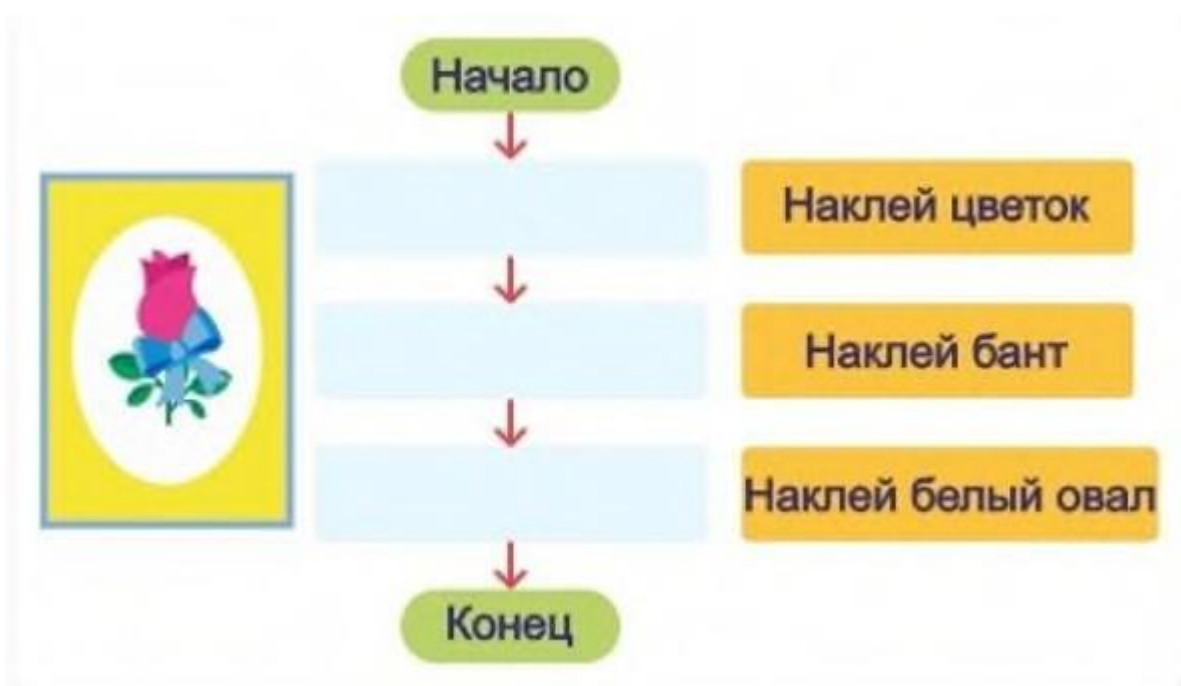 Начало
Наклей цветок
Наклей бант
Наклей белый овал
Конец